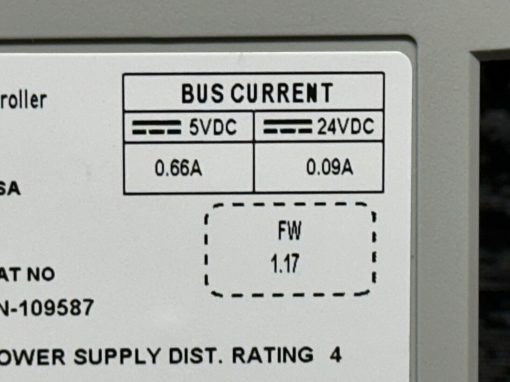 roller
BUS CURRENT
5VDC 24VDC
0.66A 0.09A
SA
FW
1.17
AT NO
N-109587
OWER SUPPLY DIST. RATING 4